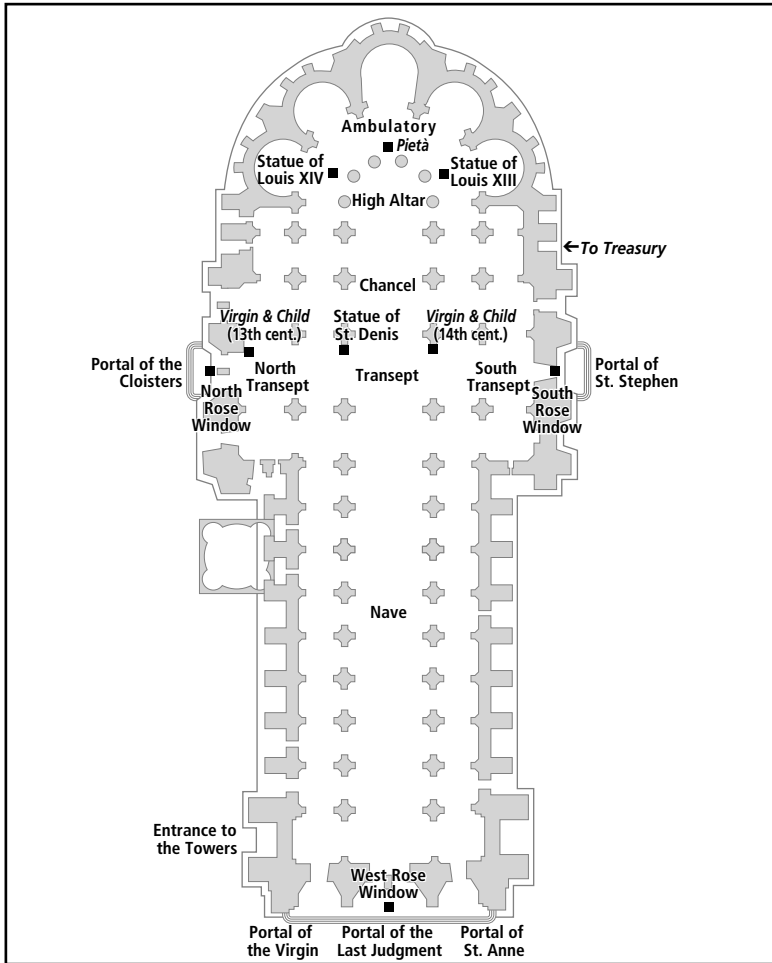 Ambulatory
Pietà
Statue of
Louis XIV
Statue of
Louis XIII
High Altar
←To Treasury
Chancel
Virgin & Child
(13th cent.)
Statue of
St. Denis
Virgin & Child
(14th cent.)
Portal of the
Cloisters
North
Transept
Transept
South
Transept
Portal of
St. Stephen
North
Rose
Window
South
Rose
Window
Nave
Entrance to
the Towers
West Rose
Window
Portal of
the Virgin
Portal of the
Last Judgment
Portal of
St. Anne